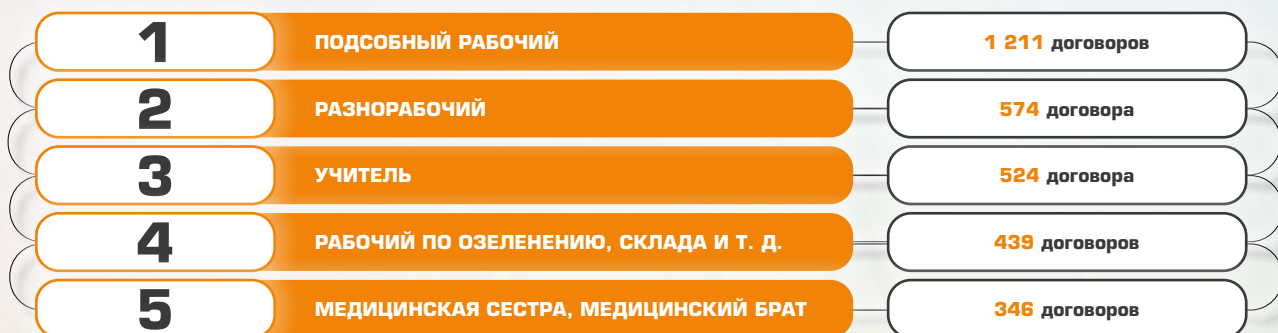 1 ПОДСОБНЫЙ РАБОЧИЙ 1 211 договоров
2 РАЗНОРАБОЧИЙ 574 договора
3 УЧИТЕЛЬ 524 договора
4 РАБОЧИЙ ПО ОЗЕЛЕНЕНИЮ, СКЛАДА И Т. Д. 439 договоров
5 МЕДИЦИНСКАЯ СЕСТРА, МЕДИЦИНСКИЙ БРАТ 346 договоров